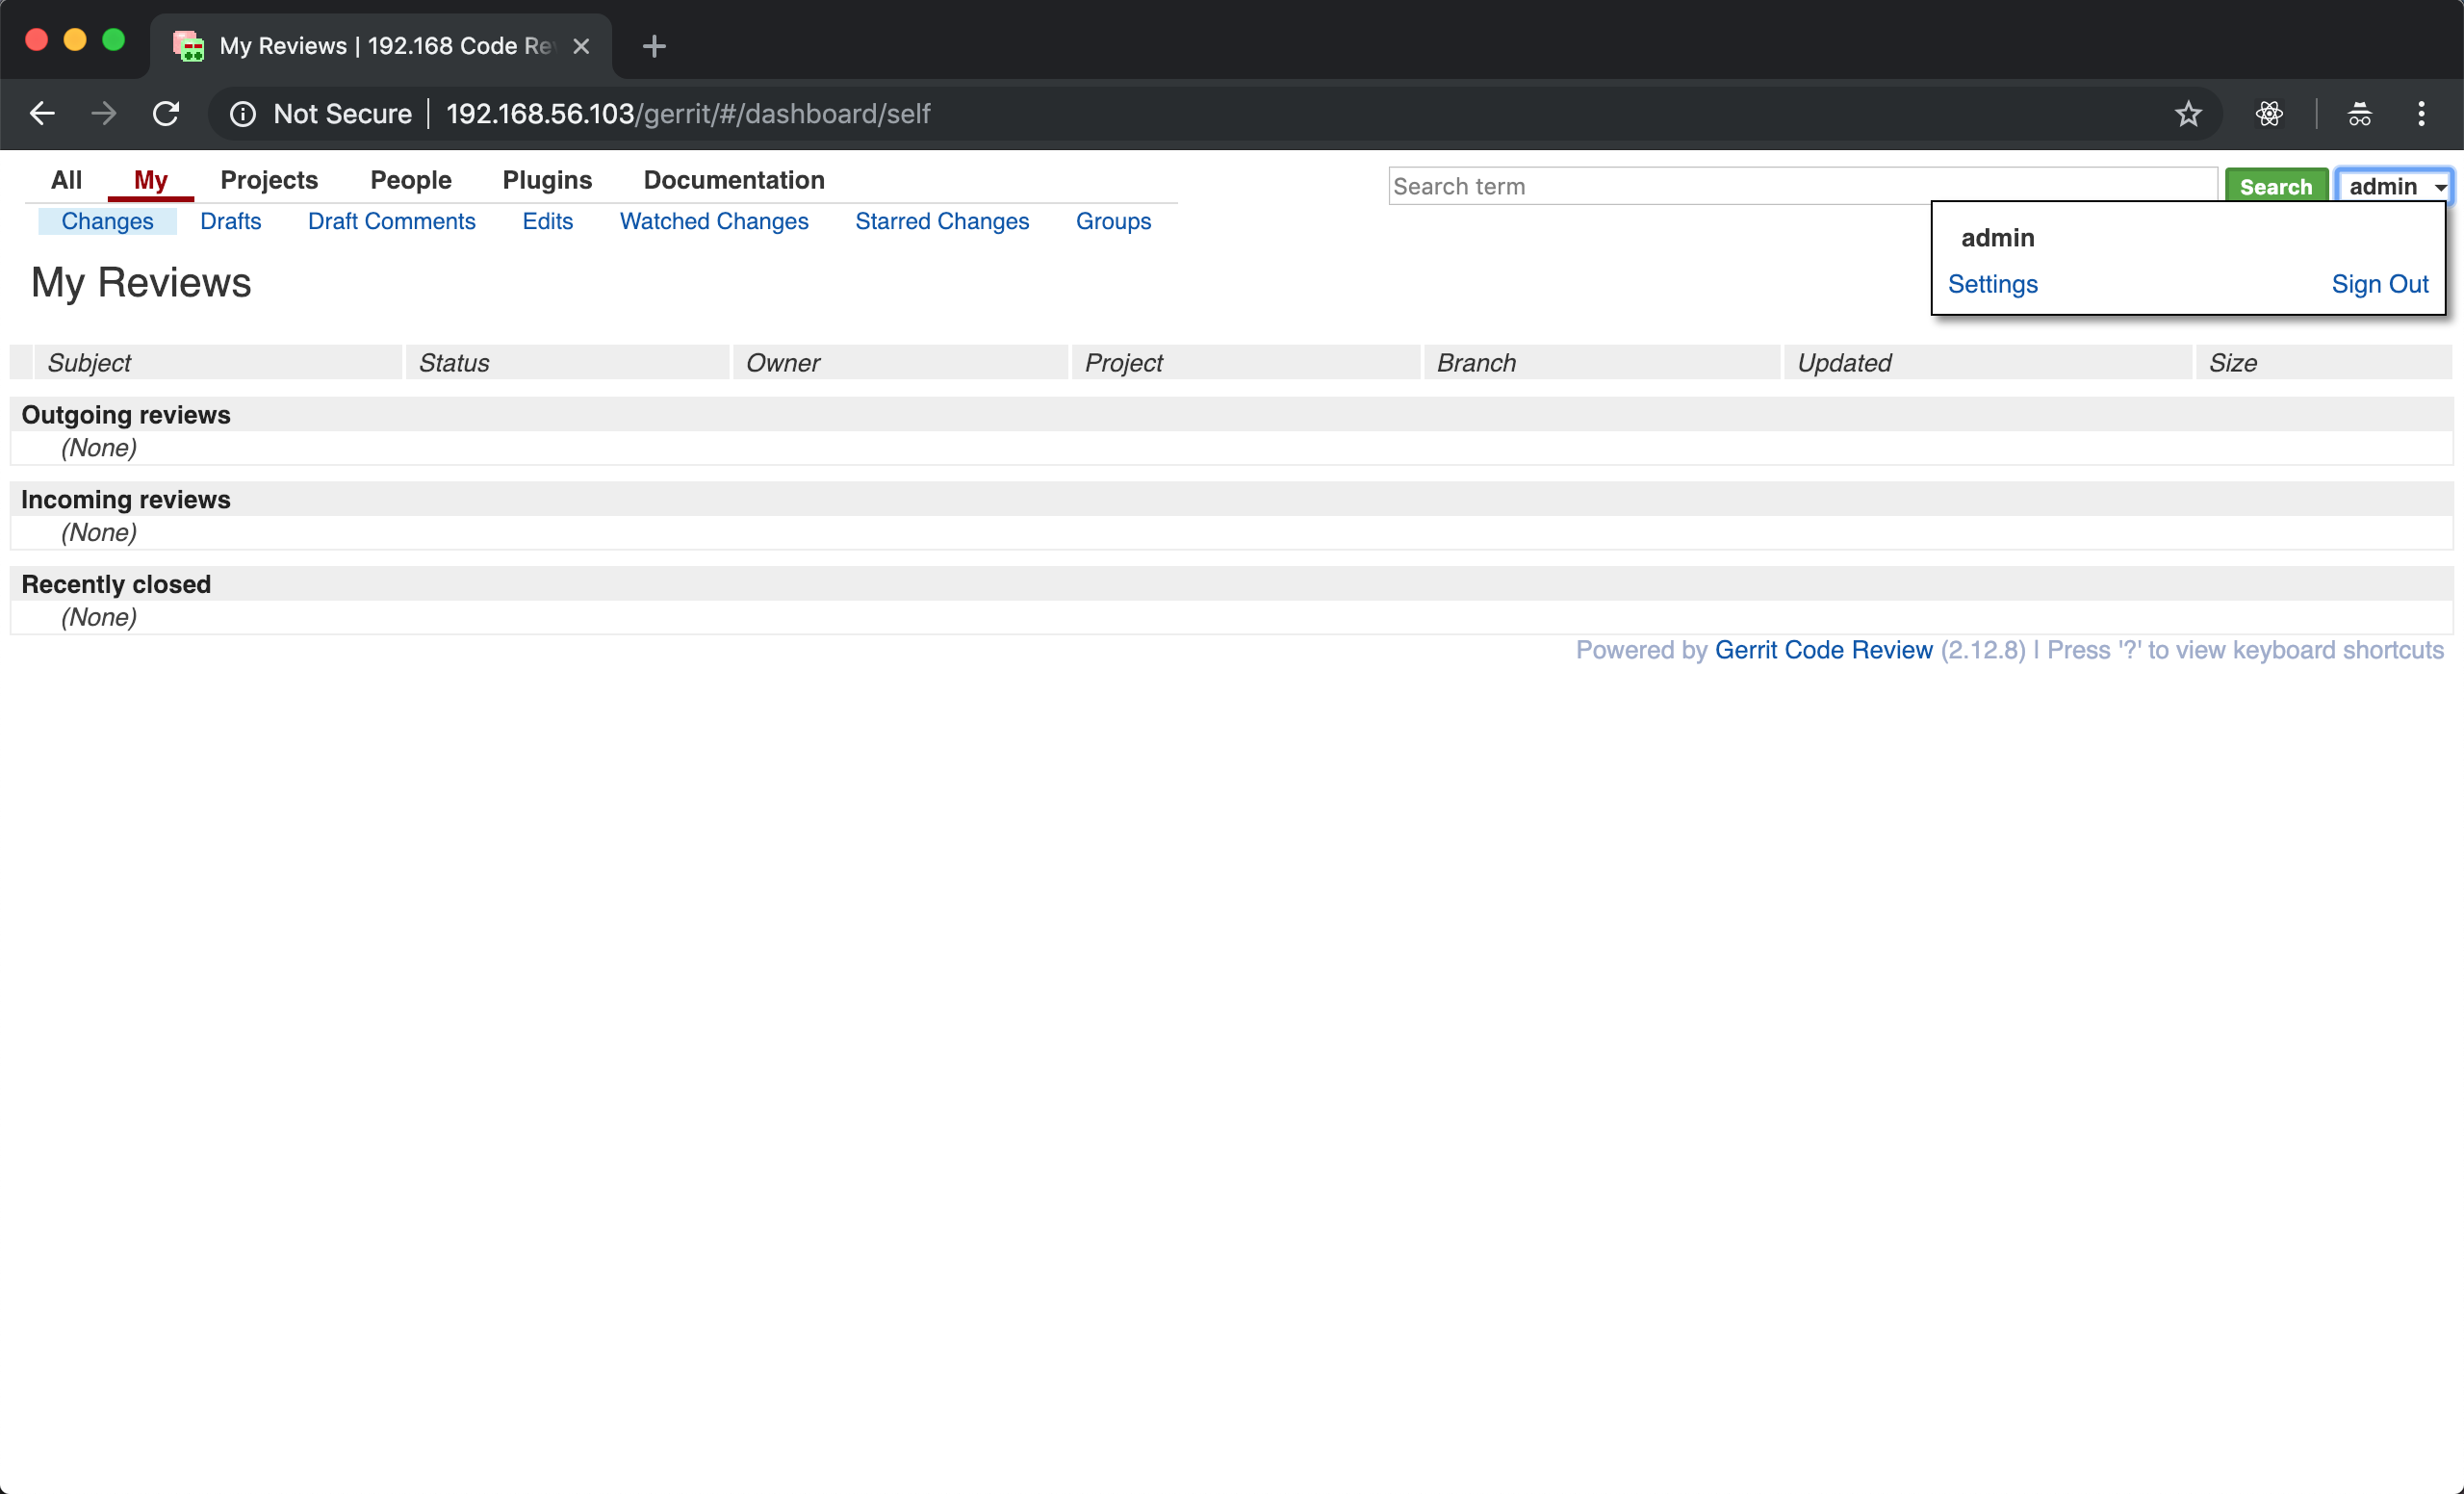 My Reviews | 192.168 Code Rev
Not Secure 192.168.56.103/gerrit/#/dashboard/self
All My Projects People Plugins Documentation
Search term Search admin
Changes Drafts Draft Comments Edits Watched Changes Starred Changes Groups
admin
Settings Sign Out
My Reviews
Subject Status Owner Project Branch Updated Size
Outgoing reviews
(None)
Incoming reviews
(None)
Recently closed
(None)
Powered by Gerrit Code Review (2.12.8) | Press '?' to view keyboard shortcuts